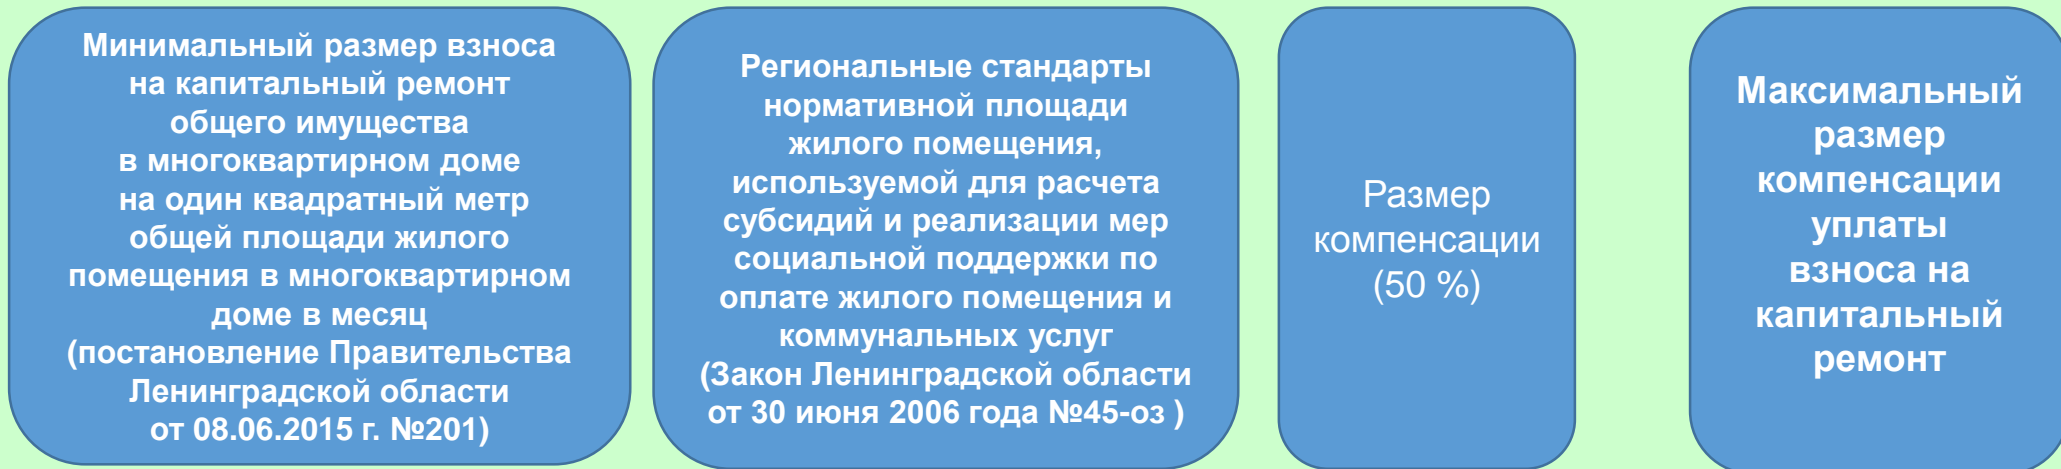 Минимальный размер взноса
на капитальный ремонт
общего имущества
в многоквартирном доме
на один квадратный метр
общей площади жилого
помещения в многоквартирном
доме в месяц
(постановление Правительства
Ленинградской области
от 08.06.2015 г. №201)
Региональные стандарты
нормативной площади
жилого помещения,
используемой для расчета
субсидий и реализации мер
социальной поддержки по
оплате жилого помещения и
коммунальных услуг
(Закон Ленинградской области
от 30 июня 2006 года №45-оз )
Размер
компенсации
(50 %)
Максимальный
размер
компенсации
уплаты
взноса на
капитальный
ремонт